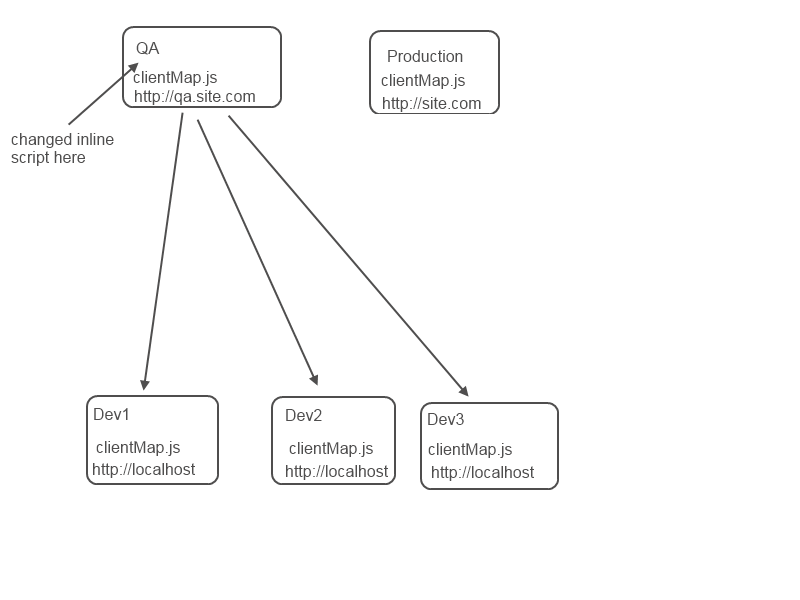 QA
clientMap.js
http://qa.site.com
Production
clientMap.js
http://site.com
changed inline
script here
Dev1
clientMap.js
http://localhost
Dev2
clientMap.js
http://localhost
Dev3
clientMap.js
http://localhost